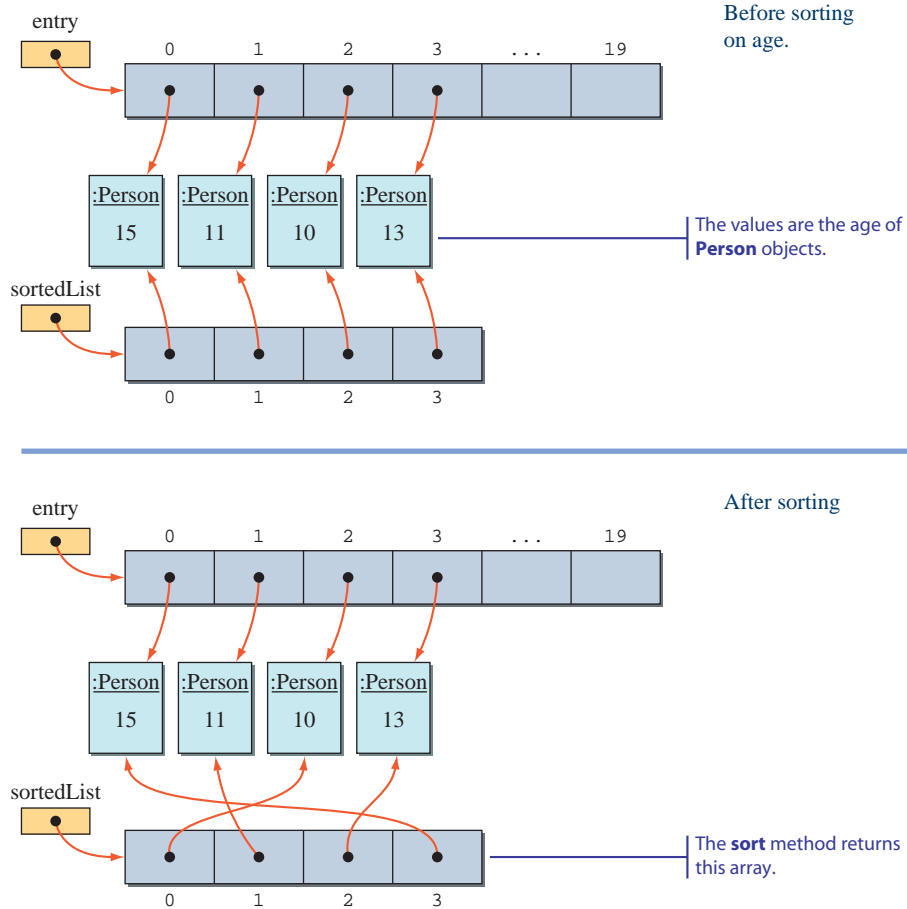 entry
0 1 2 3 ... 19
Before sorting
on age.
:Person :Person :Person :Person
15 11 10 13
The values are the age of
Person objects.
sortedList
0 1 2 3
After sorting
entry
0 1 2 3 ... 19
:Person :Person :Person :Person
15 11 10 13
sortedList
The sort method returns
this array.
0 1 2 3